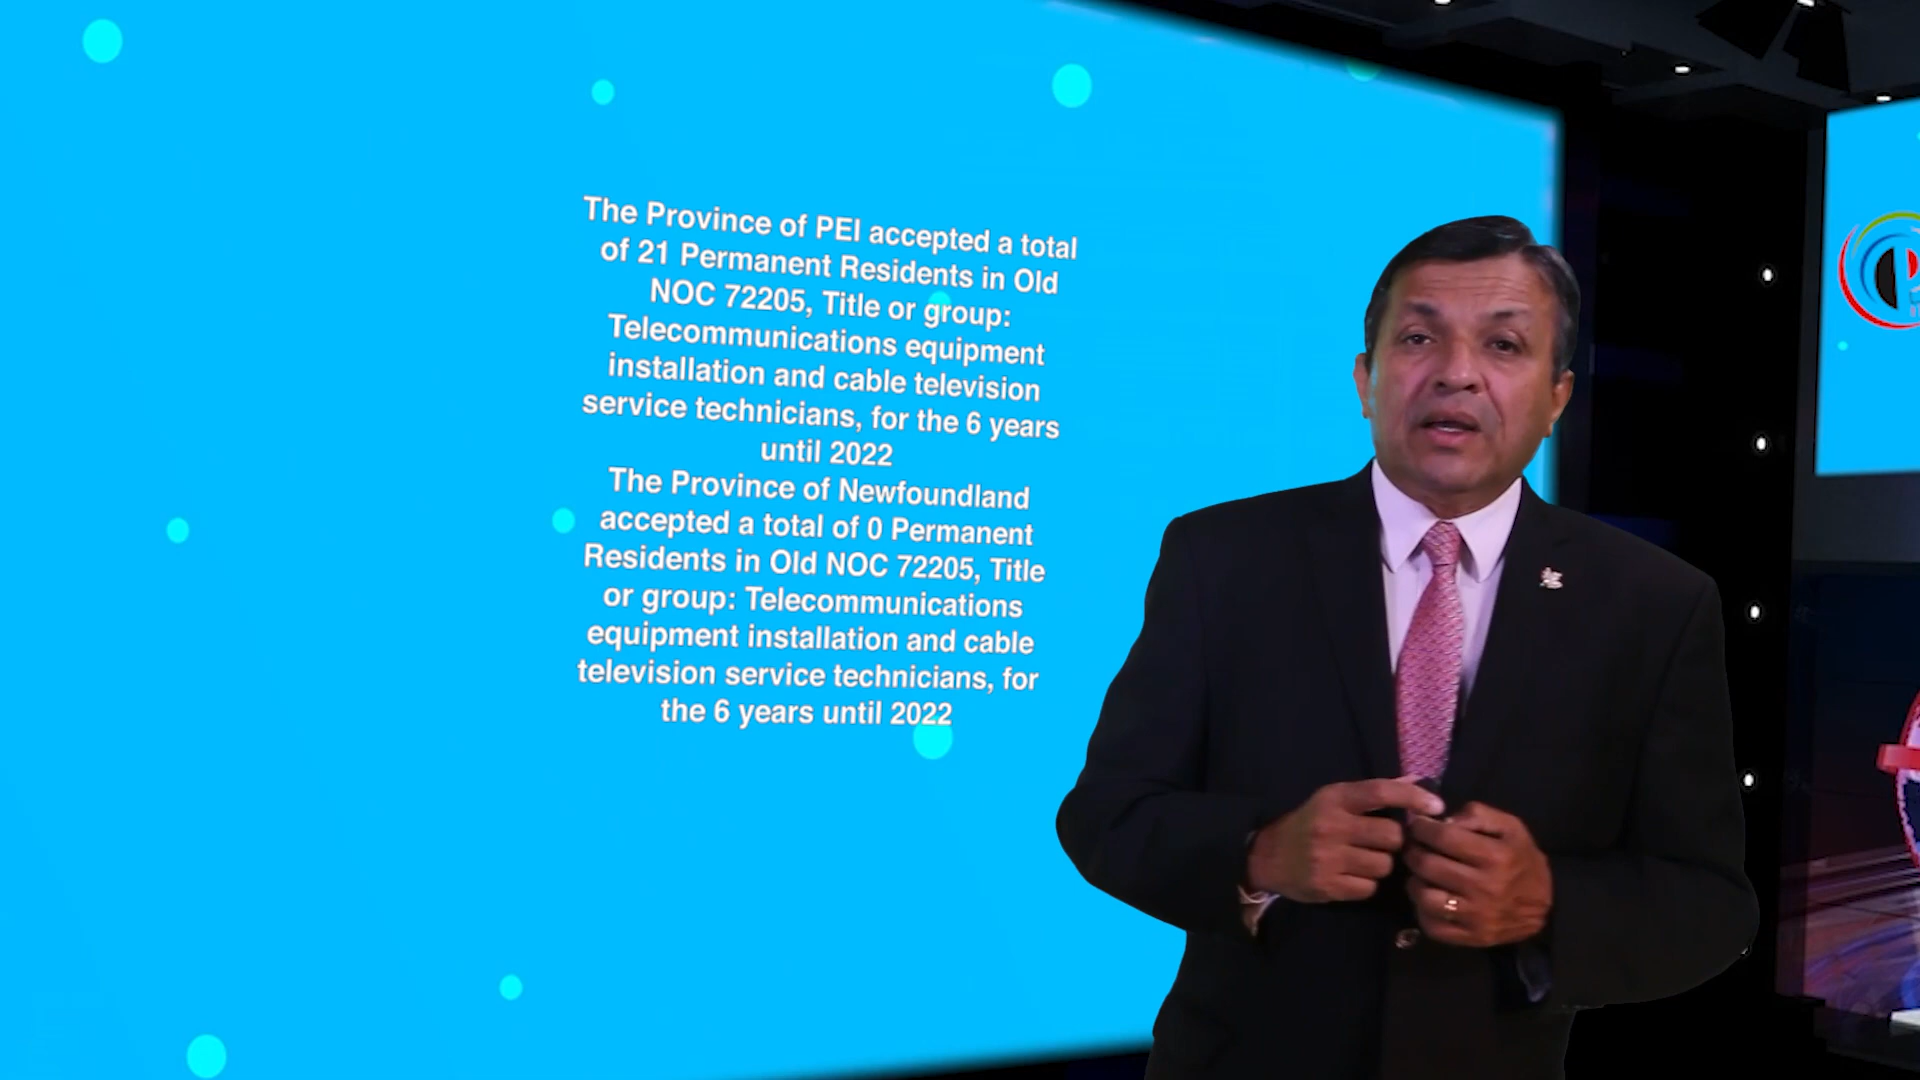 The Province of PEI accepted a total
of 21 Permanent Residents in Old
NOC 72205, Title or group:
Telecommunications equipment
installation and cable television
service technicians, for the 6 years
until 2022
The Province of Newfoundland
accepted a total of 0 Permanent
Residents in Old NOC 72205, Title
or group: Telecommunications
equipment installation and cable
television service technicians, for
the 6 years until 2022